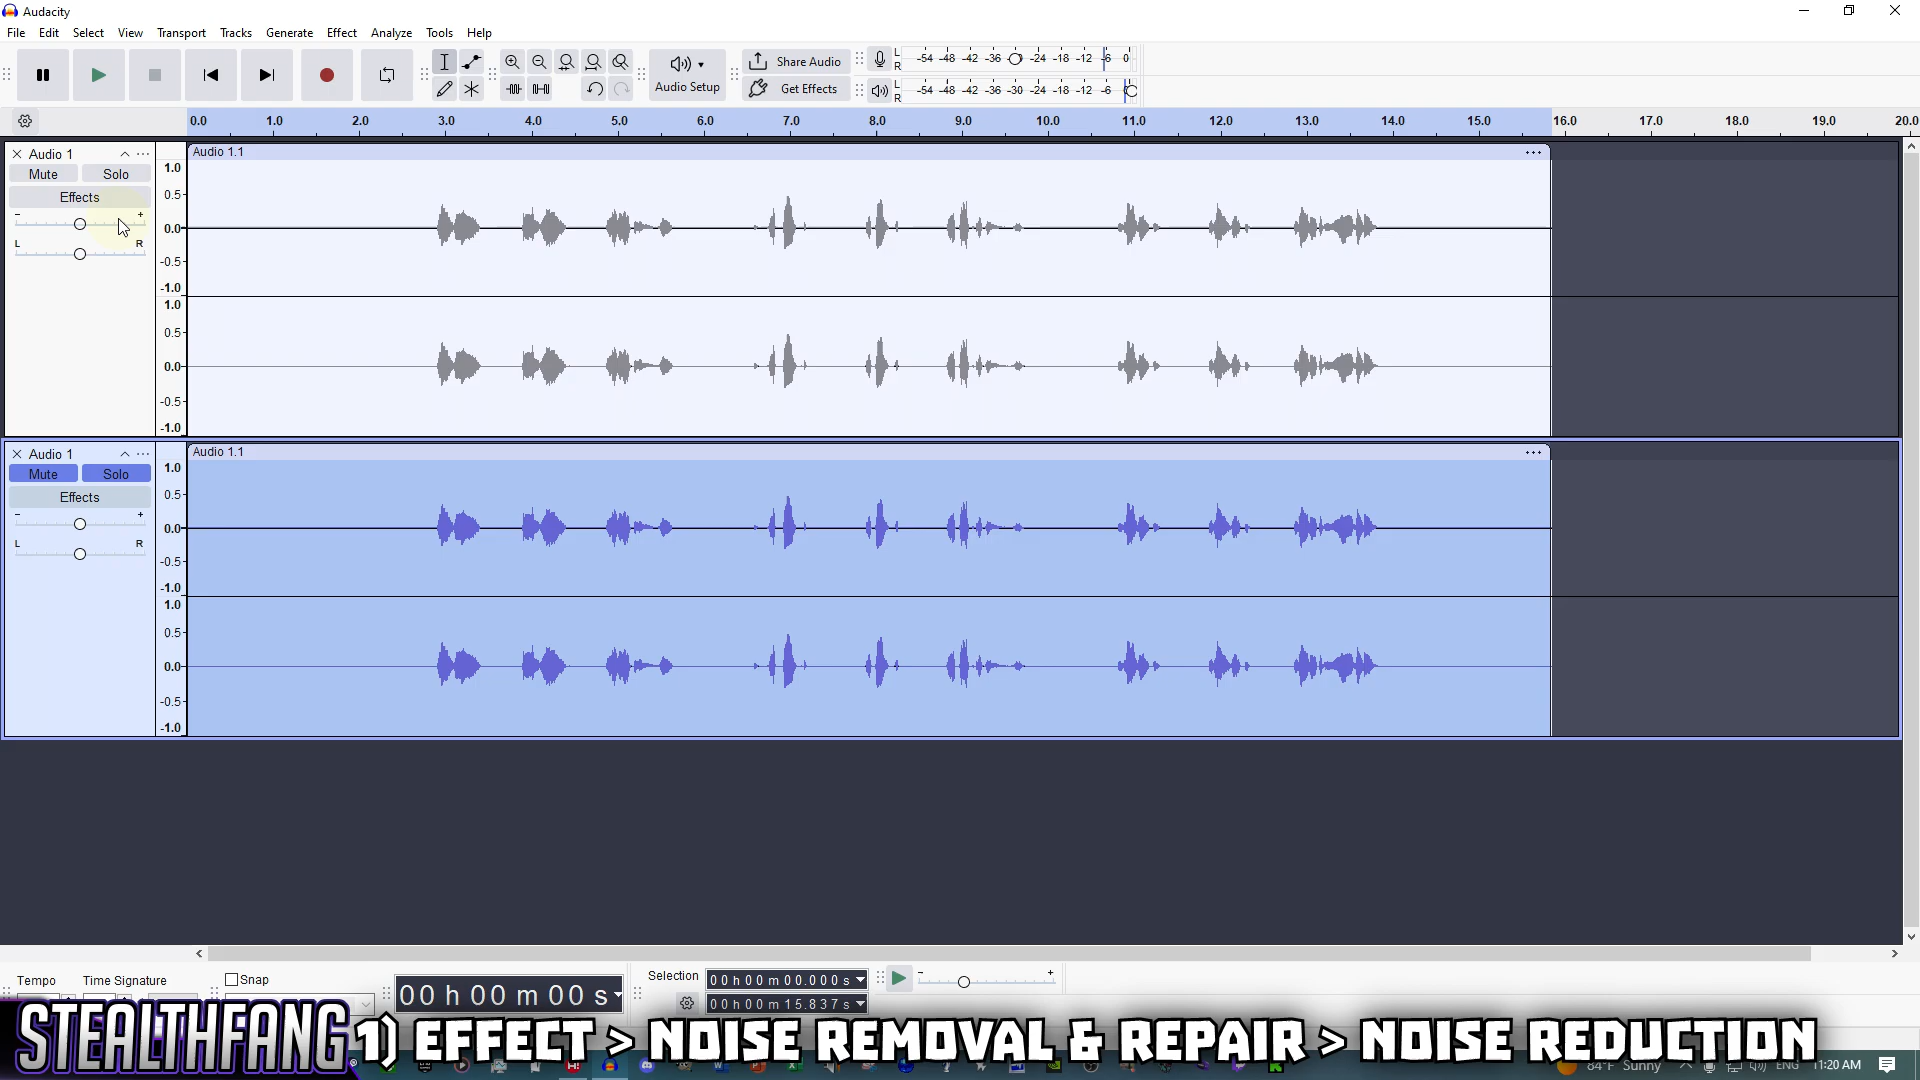 Audacity
File Edit Select View Transport Tracks Generate Effect Analyze Tools Help
Audio Setup
Share Audio
Get Effects
L
R
-54 -48 -42 -36 -24 -18 -12 -6 0
L
R
-54 -48 -42 -36 -30 -24 -18 -12 -6
0.0 1.0 2.0 3.0 4.0 5.0 6.0 7.0 8.0 9.0 10.0 11.0 12.0 13.0 14.0 15.0 16.0 17.0 18.0 19.0 20.0
Audio 1
Mute Solo
Effects
- +
L R
1.0
0.5
0.0
-0.5
-1.0
1.0
0.5
0.0
-0.5
-1.0
Audio 1.1
Audio 1
Mute Solo
Effects
- +
L R
1.0
0.5
0.0
-0.5
-1.0
1.0
0.5
0.0
-0.5
-1.0
Audio 1.1
Tempo
Time Signature
Snap
00 h 00 m 00 s
Selection
00 h 00 m 00.000 s
00 h 00 m 15.837 s
- +
STEALTHFANG
1) EFFECT > NOISE REMOVAL & REPAIR > NOISE REDUCTION
84°F Sunny
ENG
11:20 AM